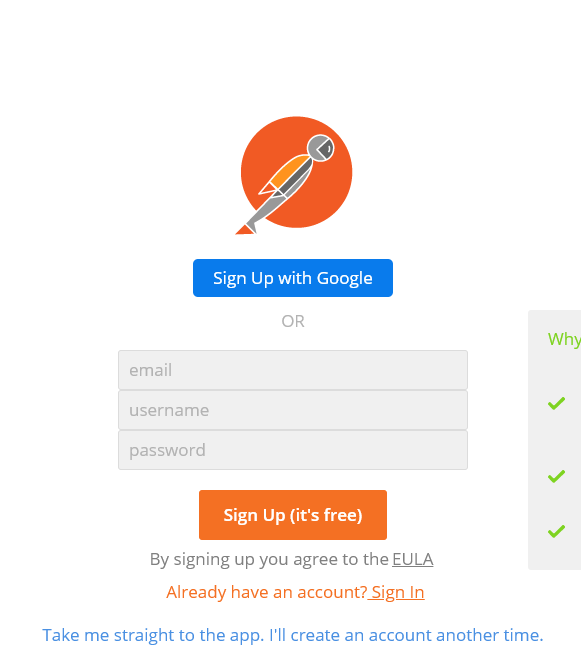 Sign Up with Google
OR
email
username
password
Sign Up (it's free)
By signing up you agree to the EULA
Already have an account? Sign In
Take me straight to the app. I'll create an account another time.
Why